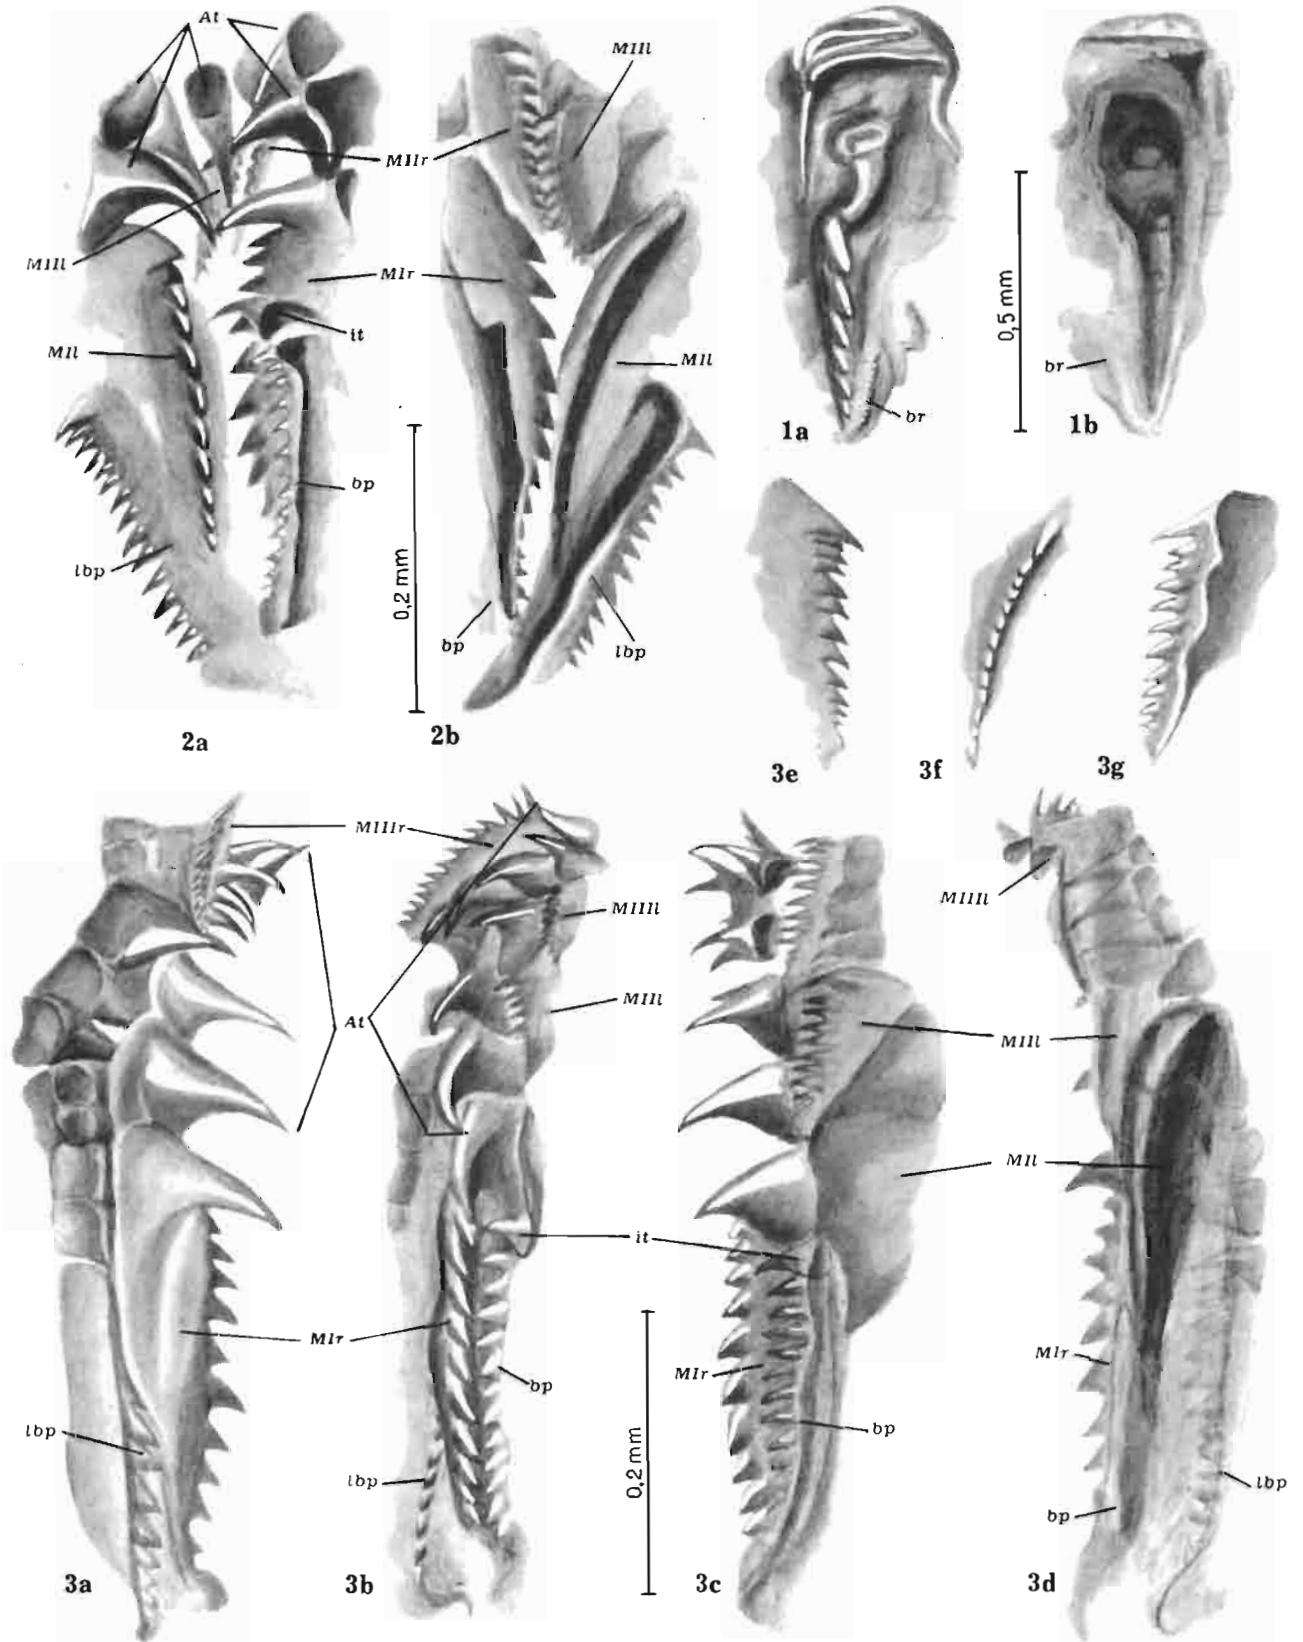 At
MIIl
MIIr
MIIl
MIr
it
MIl
MIl
bp
lbp
bp
lbp
0,2 mm
2a
2b
0,5 mm
br
br
1a
1b
3e
3f
3g
MIIIr
MIIIl
MIIIl
MIIl
At
MIIl
MIl
it
MIr
bp
MIr
MIr
lbp
lbp
bp
bp
lbp
0,2 mm
3a
3b
3c
3d